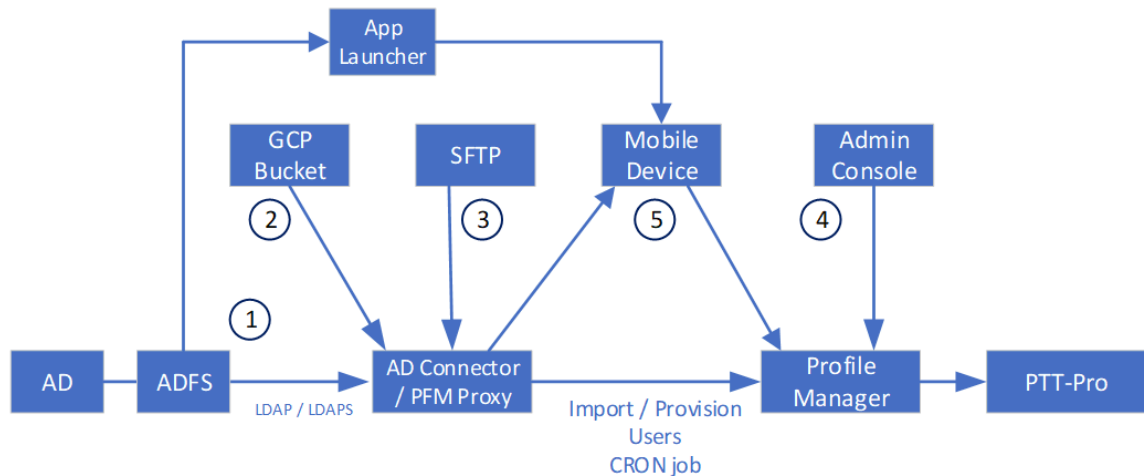 App
Launcher
GCP
Bucket
SFTP
Mobile
Device
Admin
Console
2
3
5
4
1
AD
ADFS
LDAP / LDAPS
AD Connector
/ PFM Proxy
Import / Provision
Users
CRON job
Profile
Manager
PTT-Pro